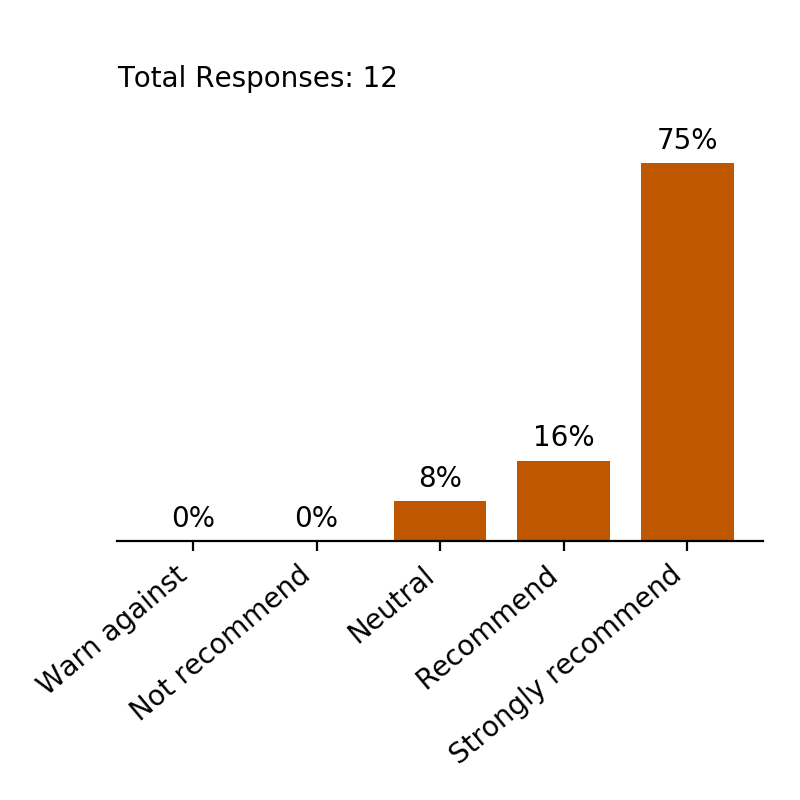 Total Responses: 12
75%
16%
8%
0%
0%
Warn against
Not recommend
Neutral
Recommend
Strongly recommend